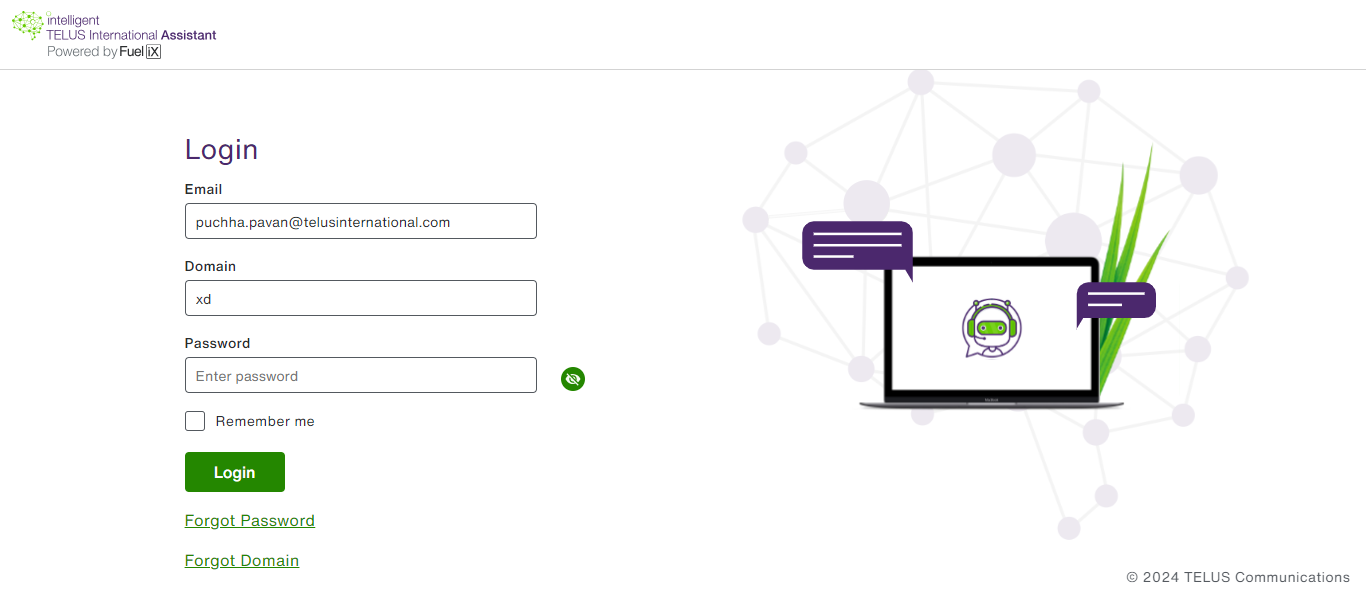 intelligent
TELUS International Assistant
Powered by Fuel iX
Login
Email
puchha.pavan@telusinternational.com
Domain
xd
Password
Enter password
Remember me
Login
Forgot Password
Forgot Domain
© 2024 TELUS Communications